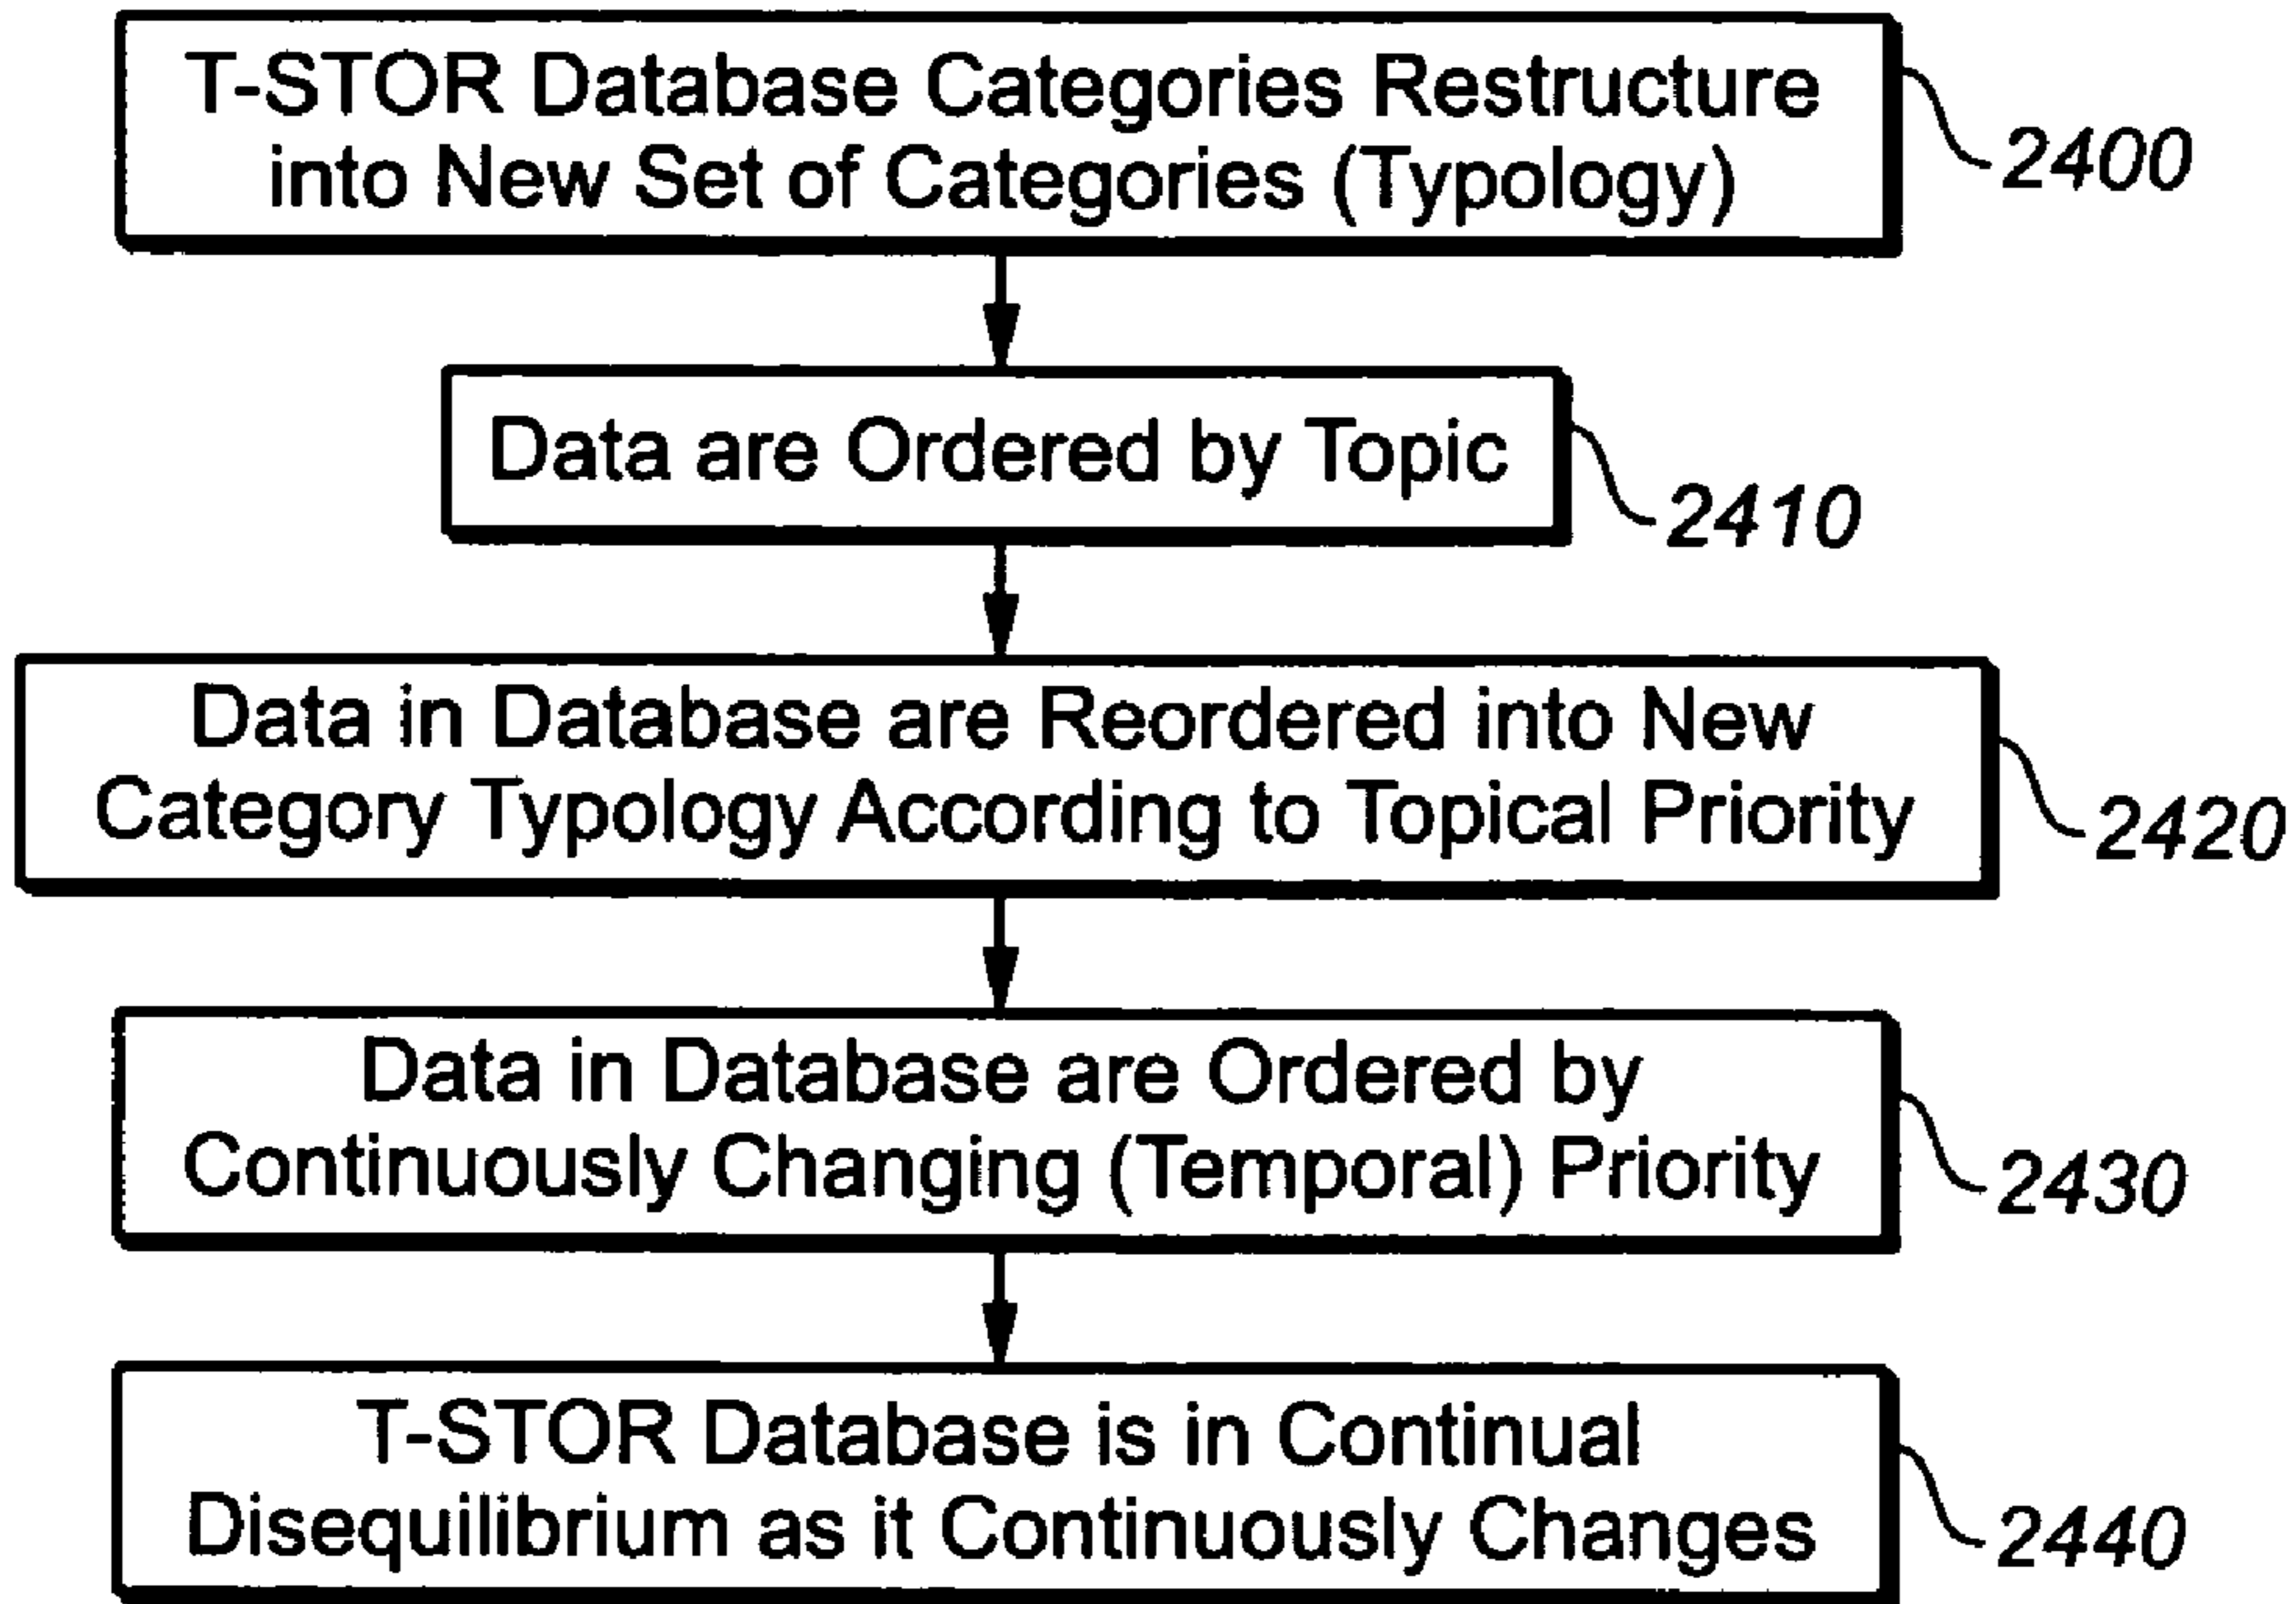 T-STOR Database Categories Restructure
into New Set of Categories (Typology)
2400
Data are Ordered by Topic
2410
Data in Database are Reordered into New
Category Typology According to Topical Priority
2420
Data in Database are Ordered by
Continuously Changing (Temporal) Priority
2430
T-STOR Database is in Continual
Disequilibrium as it Continuously Changes
2440